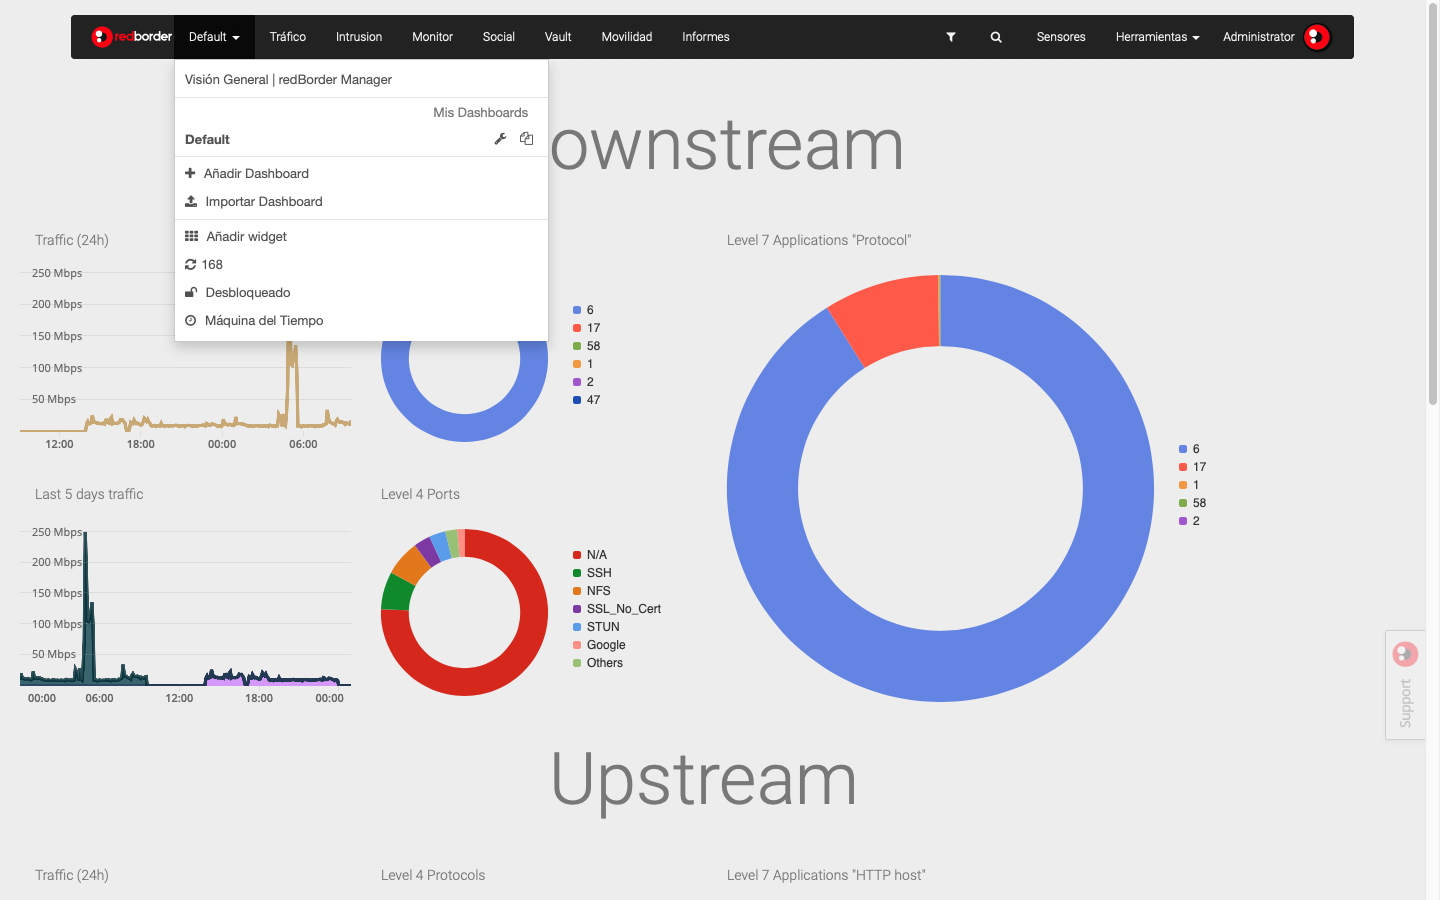 redborder
Default
Tráfico
Intrusion
Monitor
Social
Vault
Movilidad
Informes
Sensores
Herramientas
Administrator
Visión General | redBorder Manager
Mis Dashboards
Default
Añadir Dashboard
Importar Dashboard
Añadir widget
168
Desbloqueado
Máquina del Tiempo
ownstream
Traffic (24h)
250 Mbps
200 Mbps
150 Mbps
100 Mbps
50 Mbps
12:00
18:00
00:00
06:00
6
17
58
1
2
47
Level 7 Applications "Protocol"
6
17
1
58
2
Last 5 days traffic
250 Mbps
200 Mbps
150 Mbps
100 Mbps
50 Mbps
00:00
06:00
12:00
18:00
00:00
Level 4 Ports
N/A
SSH
NFS
SSL_No_Cert
STUN
Google
Others
Support
Upstream
Traffic (24h)
Level 4 Protocols
Level 7 Applications "HTTP host"